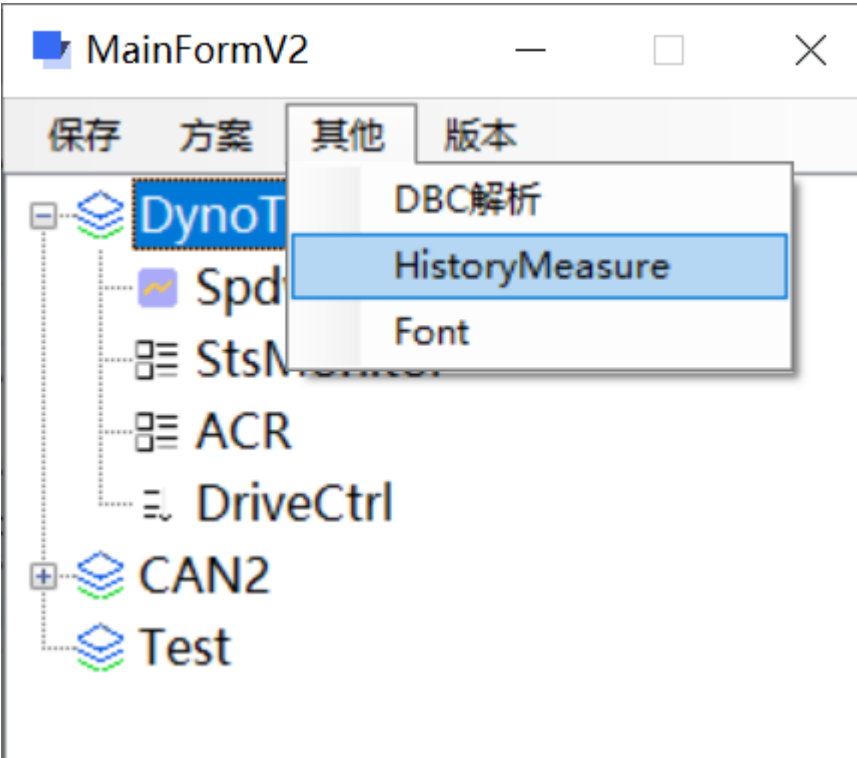 MainFormV2
保存 方案 其他 版本
DBC解析
HistoryMeasure
Font
ACR
DriveCtrl
CAN2
Test